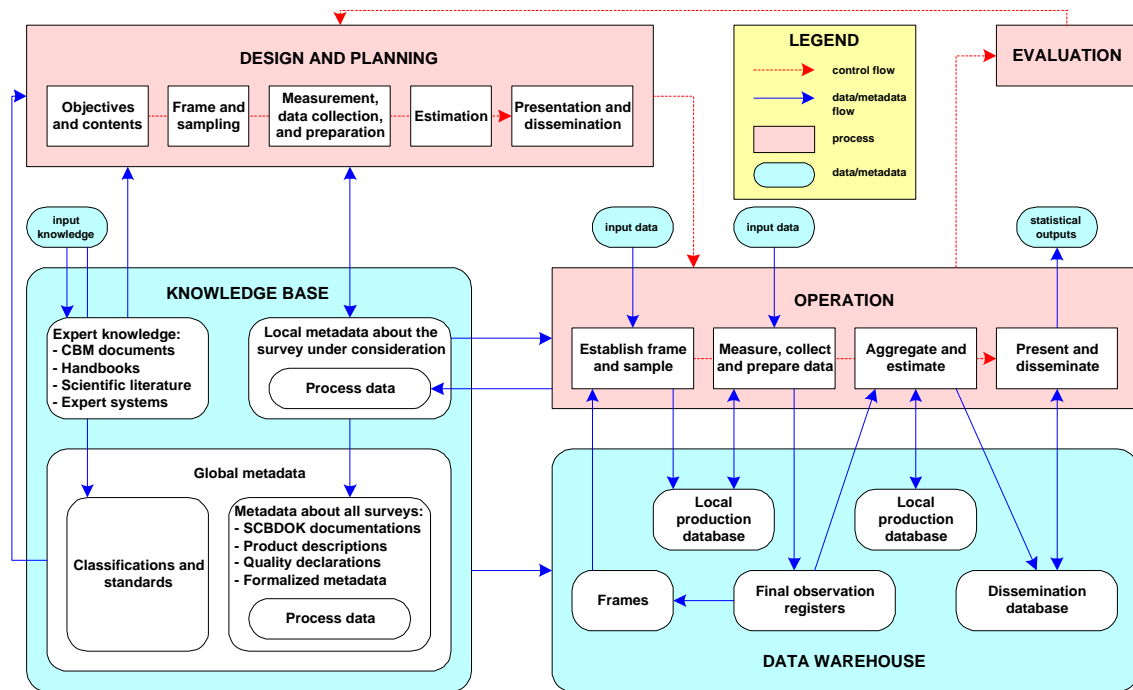 DESIGN AND PLANNING
Objectives
and contents
Frame and
sampling
Measurement,
data collection,
and preparation
Estimation
Presentation and
dissemination
LEGEND
control flow
data/metadata
flow
process
data/metadata
EVALUATION
input
knowledge
input data
input data
statistical
outputs
KNOWLEDGE BASE
Expert knowledge:
- CBM documents
- Handbooks
- Scientific literature
- Expert systems
Local metadata about the
survey under consideration
Process data
Global metadata
Classifications and
standards
Metadata about all surveys:
- SCBDOK documentations
- Product descriptions
- Quality declarations
- Formalized metadata
Process data
OPERATION
Establish frame
and sample
Measure, collect
and prepare data
Aggregate and
estimate
Present and
disseminate
Local
production
database
Local
production
database
Frames
Final observation
registers
Dissemination
database
DATA WAREHOUSE